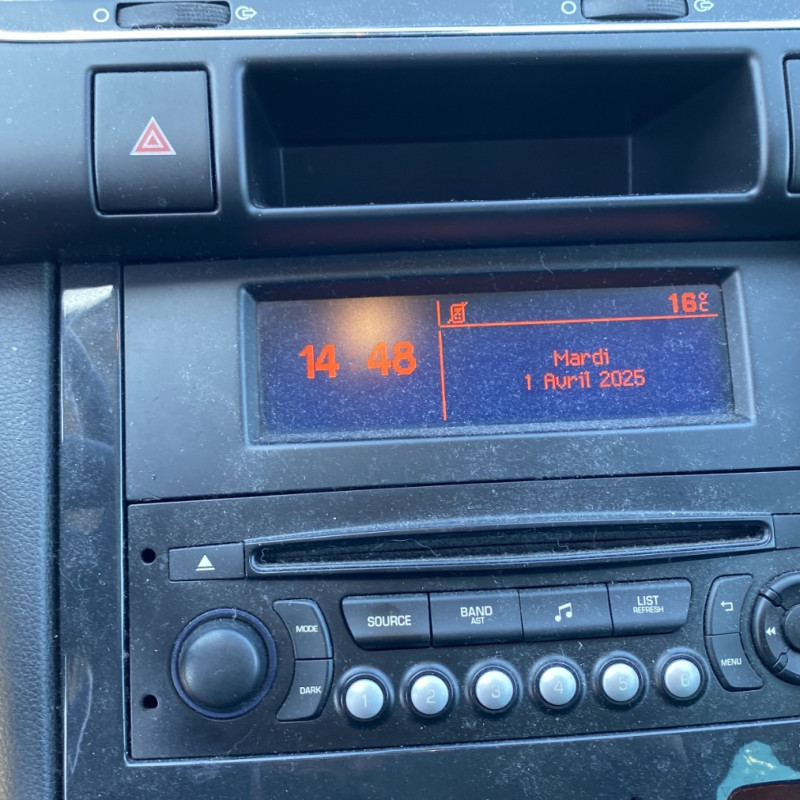 16°C
14 48
Mardi
1 Avril 2025
MODE
SOURCE
BAND
AST
LIST
REFRESH
DARK
MENU
1 2 3 4 5 6